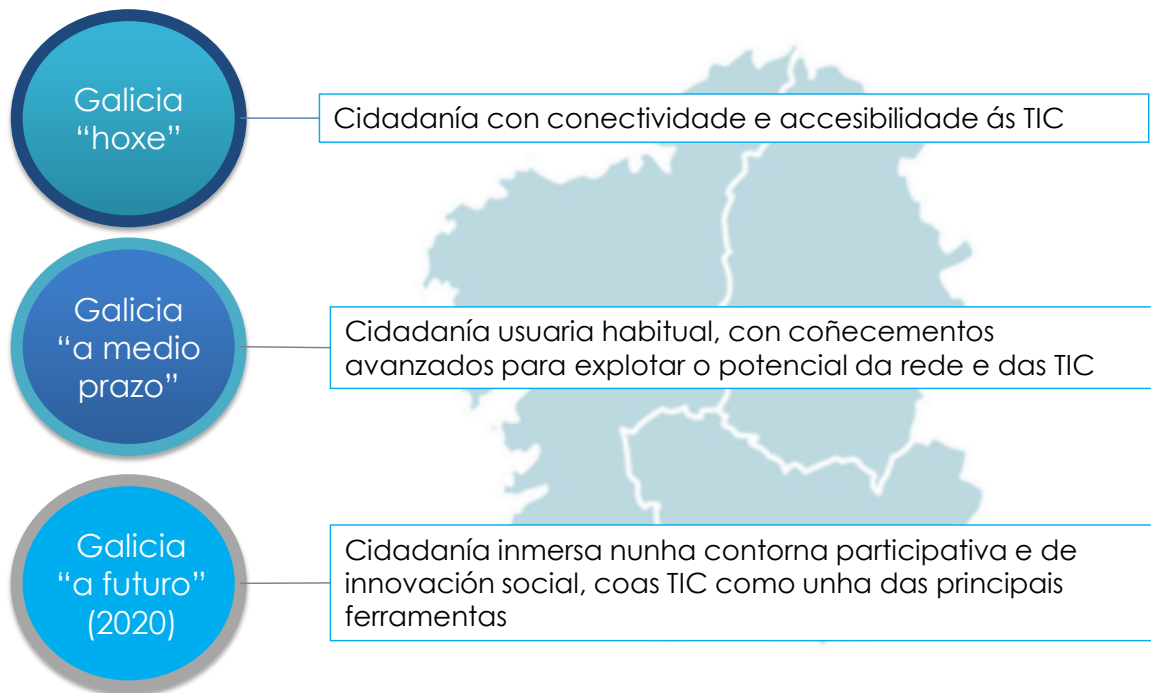 Galicia
“hoxe”
Cidadanía con conectividade e accesibilidade ás TIC
Galicia
“a medio
prazo”
Cidadanía usuaria habitual, con coñecementos
avanzados para explotar o potencial da rede e das TIC
Galicia
“a futuro”
(2020)
Cidadanía inmersa nunha contorna participativa e de
innovación social, coas TIC como unha das principais
ferramentas